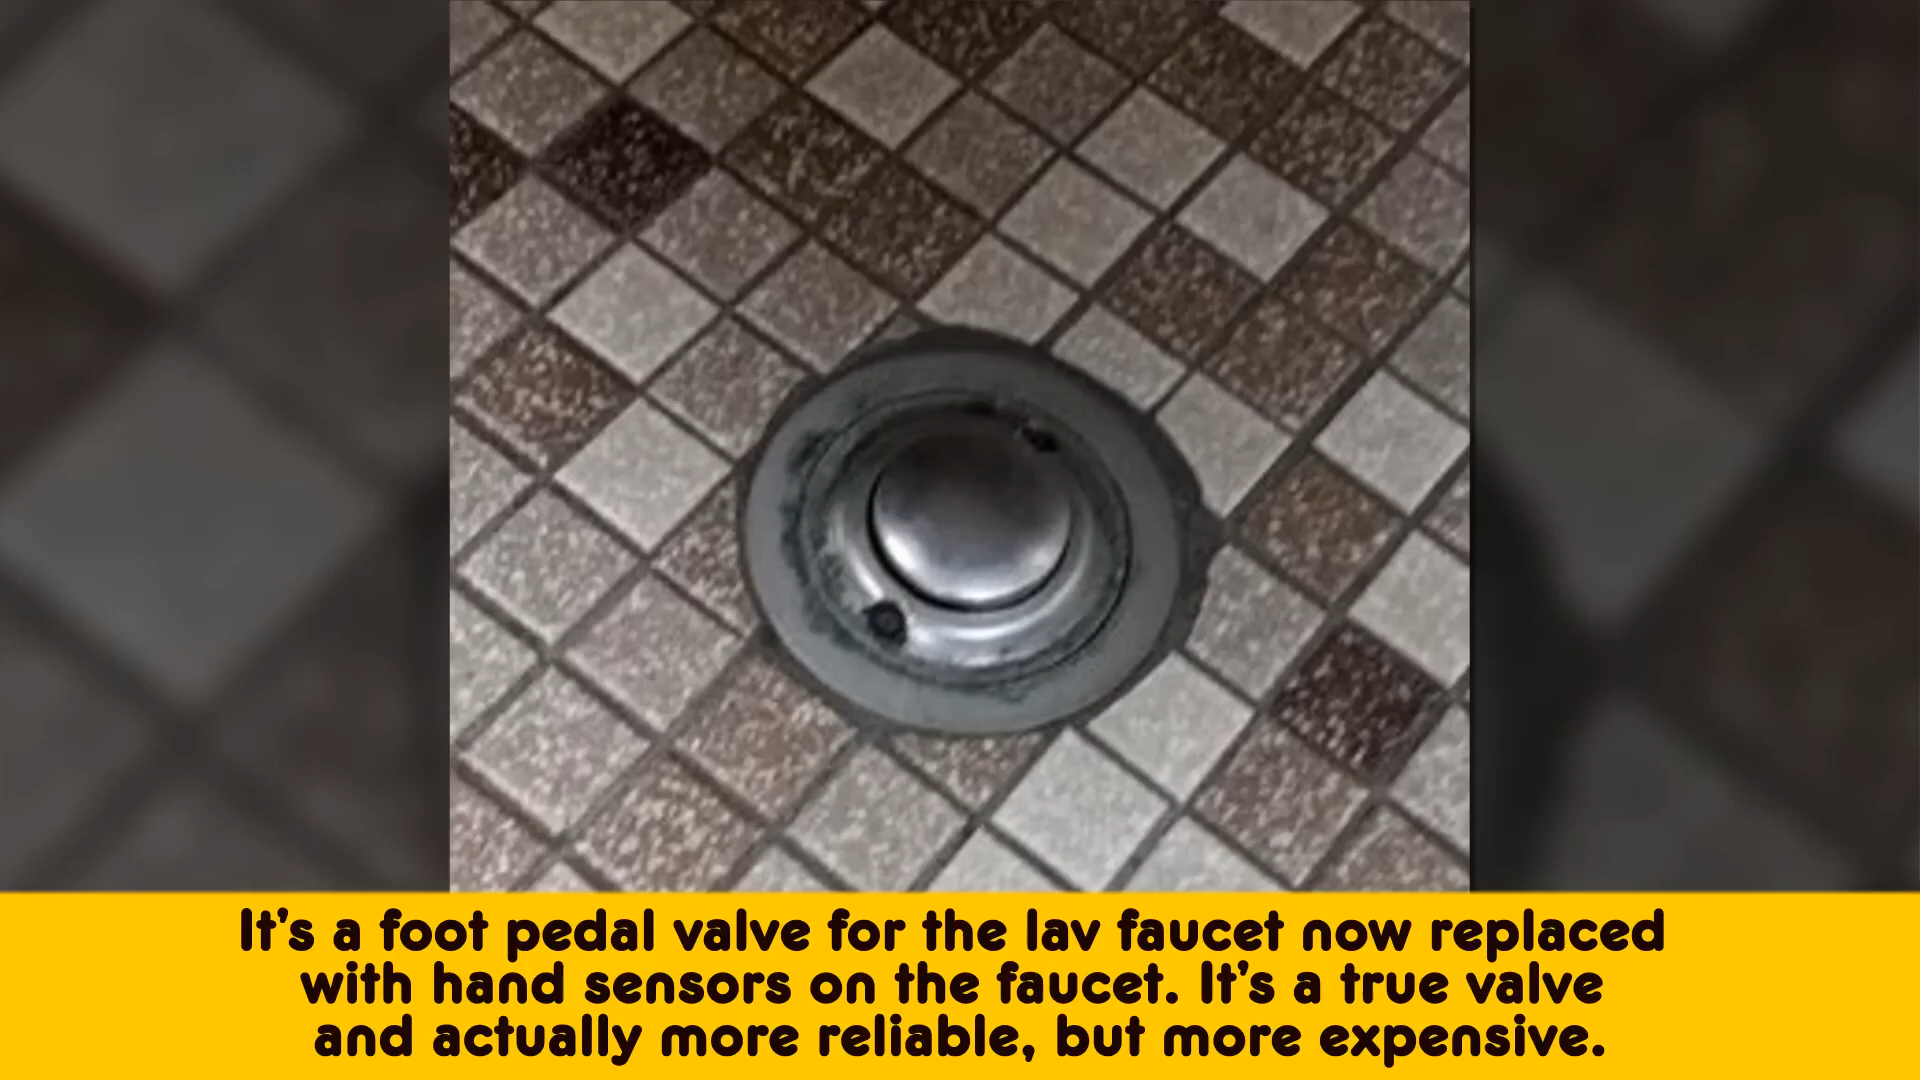 It's a foot pedal valve for the lav faucet now replaced
with hand sensors on the faucet. It's a true valve
and actually more reliable, but more expensive.